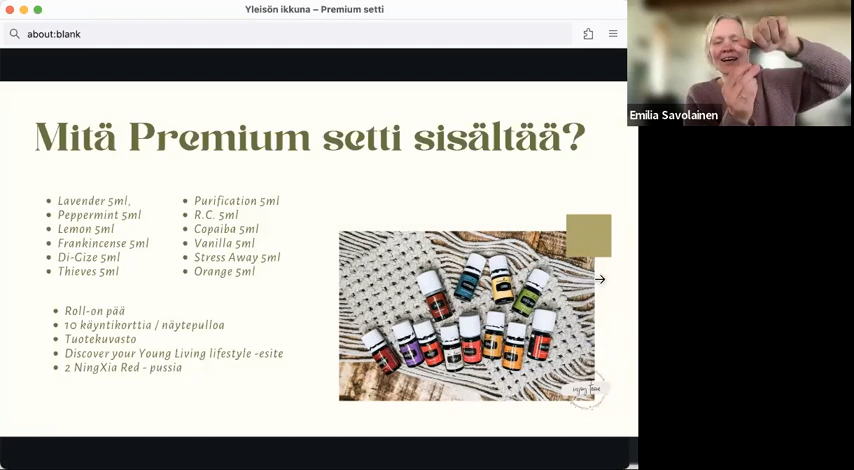 Yleisön ikkuna – Premium setti
about:blank
Emilia Savolainen
Mitä Premium setti sisältää?
Lavender 5ml,
Peppermint 5ml
Lemon 5ml
Frankincense 5ml
Di-Gize 5ml
Thieves 5ml
Purification 5ml
R.C. 5ml
Copaiba 5ml
Vanilla 5ml
Stress Away 5ml
Orange 5ml
Roll-on pää
10 käyntikorttia / näytepulloa
Tuotekuvasto
Discover your Young Living lifestyle -esite
2 NingXia Red - pussia